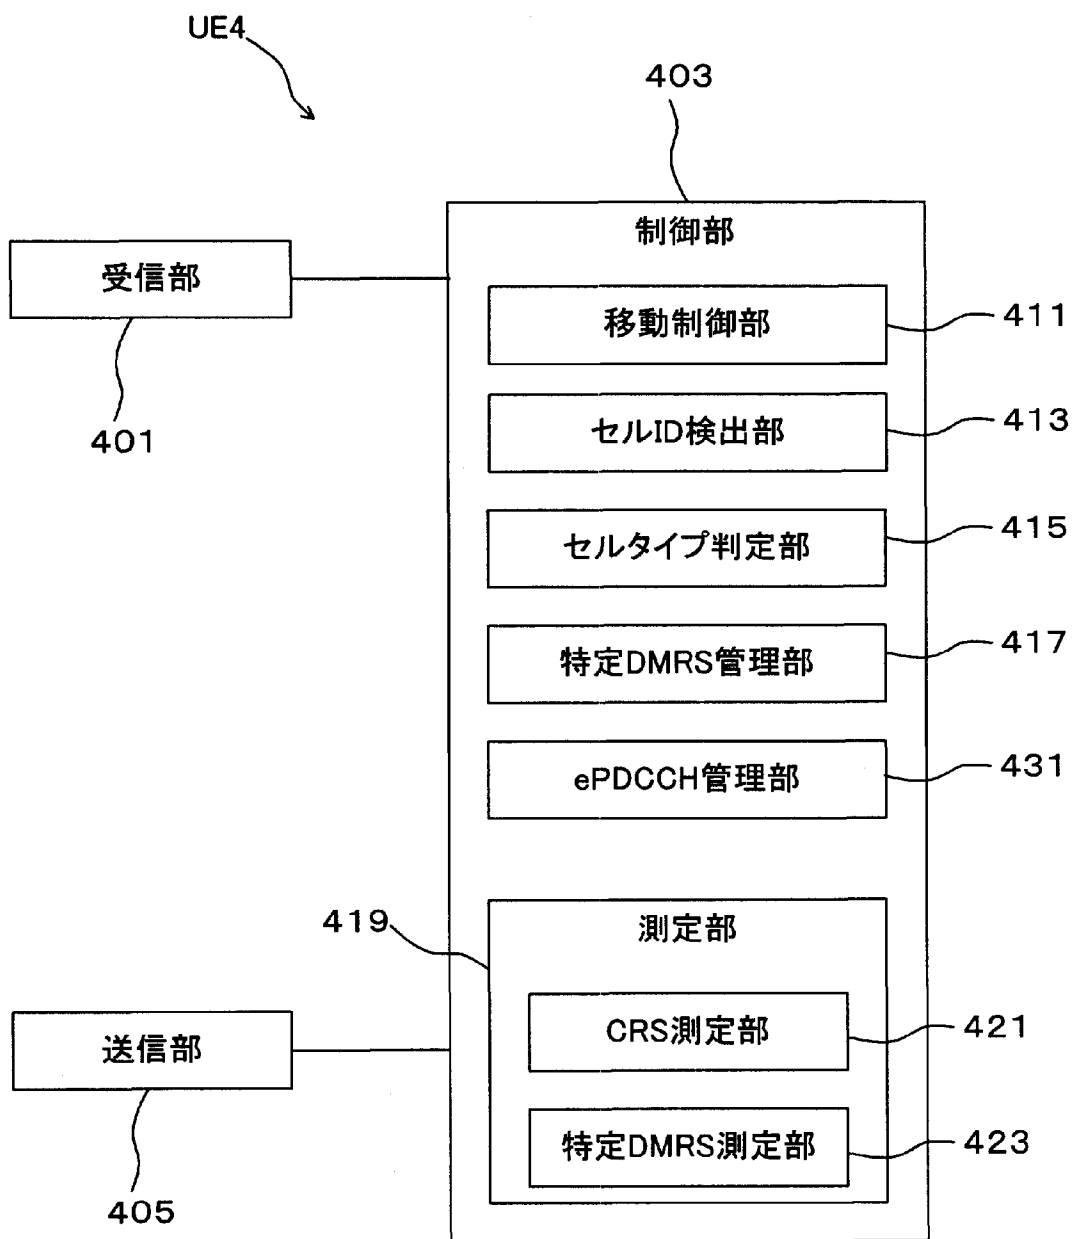 UE4
403
制御部
受信部
401
移動制御部
411
セルID検出部
413
セルタイプ判定部
415
特定DMRS管理部
417
ePDCCH管理部
431
419
測定部
CRS測定部
421
特定DMRS測定部
423
送信部
405